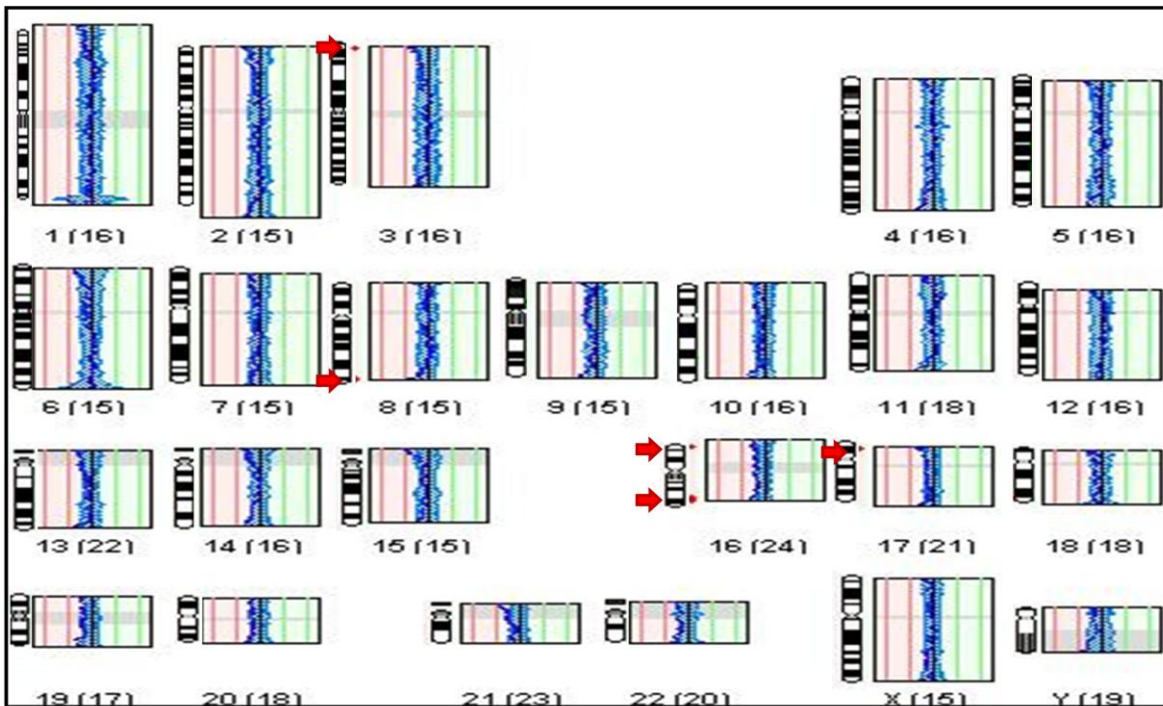 1 (16) 2 (15) 3 (16) 4 (16) 5 (16)
6 (15) 7 (15) 8 (15) 9 (15) 10 (16) 11 (18) 12 (16)
13 (22) 14 (16) 15 (15) 16 (24) 17 (21) 18 (18)
19 (17) 20 (18) 21 (23) 22 (20) X (15) Y (19)